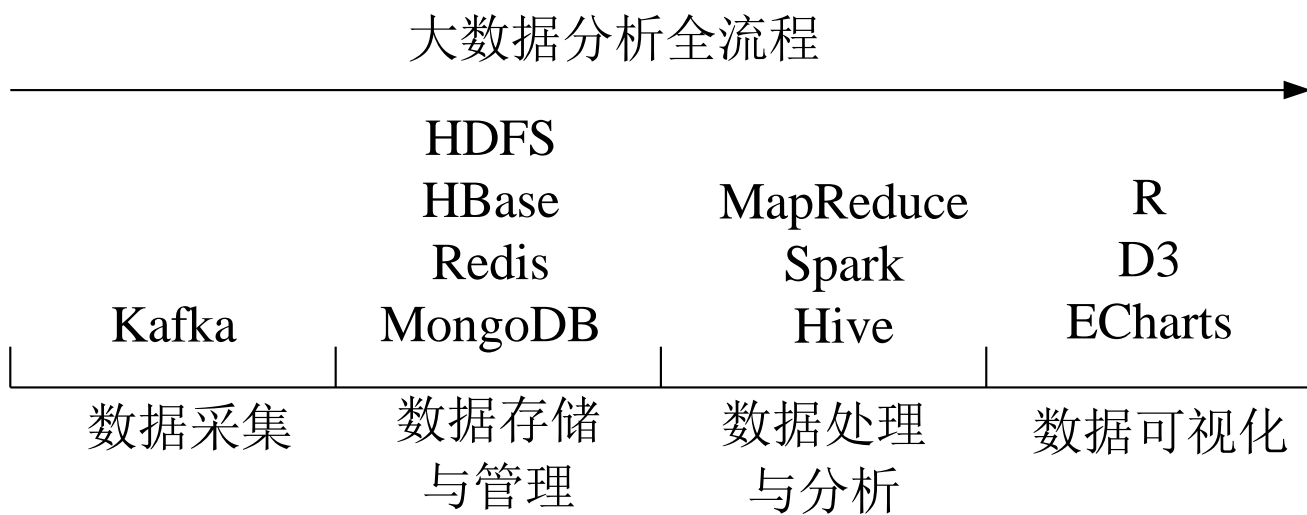 大数据分析全流程
HDFS
HBase
Redis
MongoDB
Kafka
MapReduce
Spark
Hive
R
D3
ECharts
数据采集
数据存储
与管理
数据处理
与分析
数据可视化